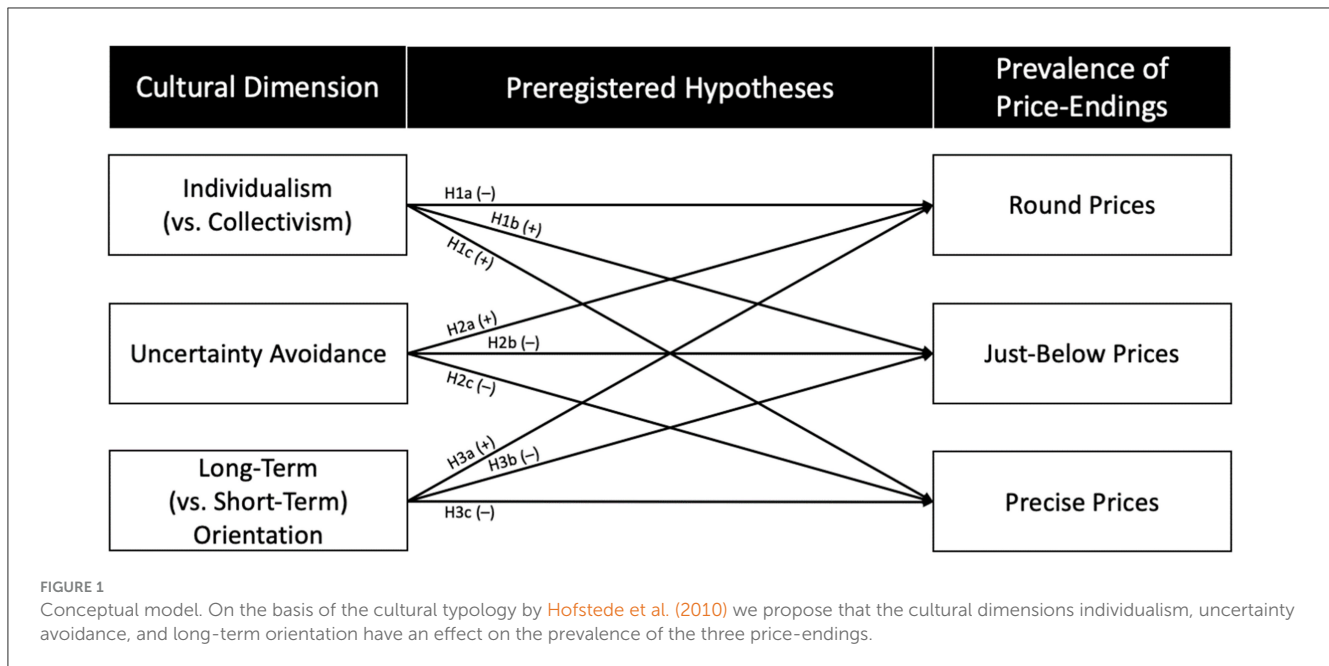 Cultural Dimension
Preregistered Hypotheses
Prevalence of
Price-Endings
Individualism
(vs. Collectivism)
H1a (–)
H1b (+)
H1c (+)
Round Prices
Uncertainty Avoidance
H2a (+)
H2b (–)
H2c (–)
Just-Below Prices
Long-Term
(vs. Short-Term)
Orientation
H3a (+)
H3b (–)
H3c (–)
Precise Prices
FIGURE 1
Conceptual model. On the basis of the cultural typology by Hofstede et al. (2010) we propose that the cultural dimensions individualism, uncertainty
avoidance, and long-term orientation have an effect on the prevalence of the three price-endings.